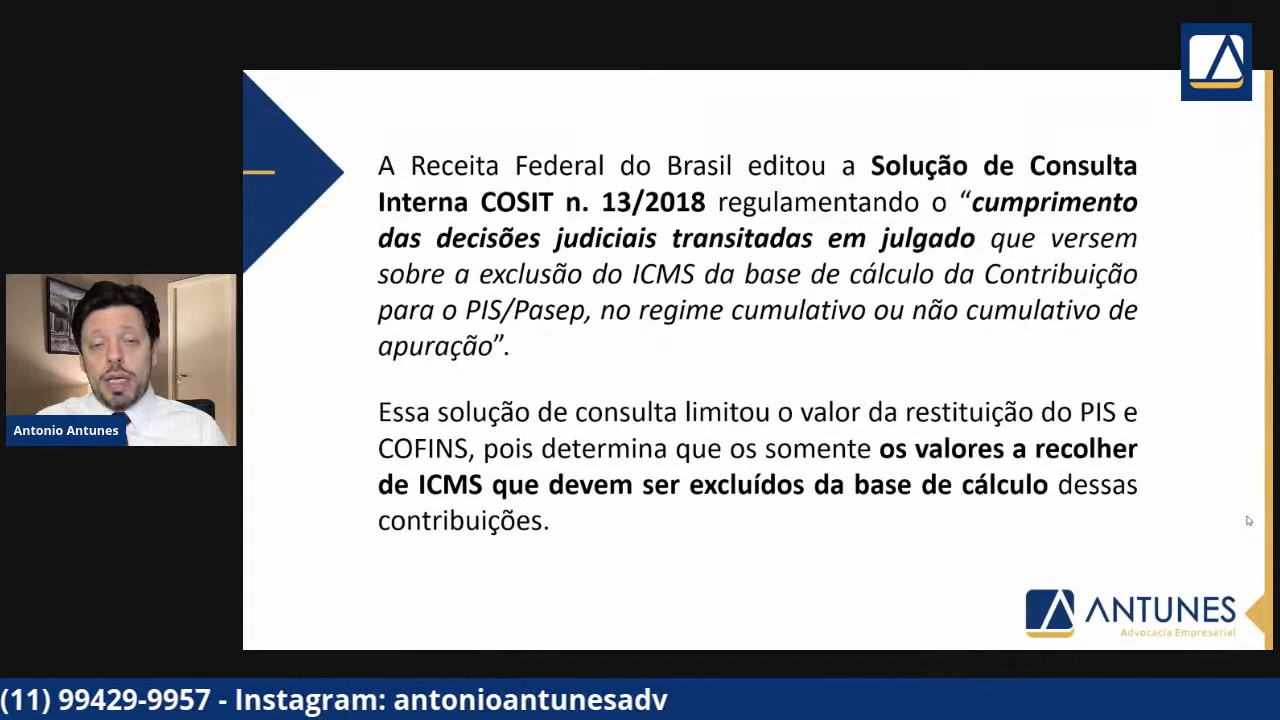 A Receita Federal do Brasil editou a Solução de Consulta
Interna COSIT n. 13/2018 regulamentando o “cumprimento
das decisões judiciais transitadas em julgado que versem
sobre a exclusão do ICMS da base de cálculo da Contribuição
para o PIS/Pasep, no regime cumulativo ou não cumulativo de
apuração”.
Essa solução de consulta limitou o valor da restituição do PIS e
COFINS, pois determina que os somente os valores a recolher
de ICMS que devem ser excluídos da base de cálculo dessas
contribuições.
Antonio Antunes
ANTUNES
Advocacia Empresarial
(11) 99429-9957 - Instagram: antonioantunesadv